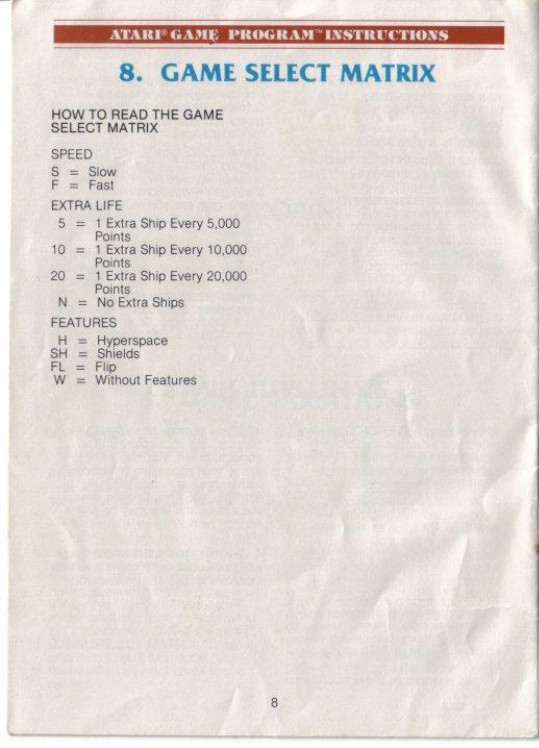 ATARI® GAME PROGRAM™ INSTRUCTIONS
8. GAME SELECT MATRIX
HOW TO READ THE GAME
SELECT MATRIX
SPEED
S = Slow
F = Fast
EXTRA LIFE
5 = 1 Extra Ship Every 5,000
Points
10 = 1 Extra Ship Every 10,000
Points
20 = 1 Extra Ship Every 20,000
Points
N = No Extra Ships
FEATURES
H = Hyperspace
SH = Shields
FL = Flip
W = Without Features
8